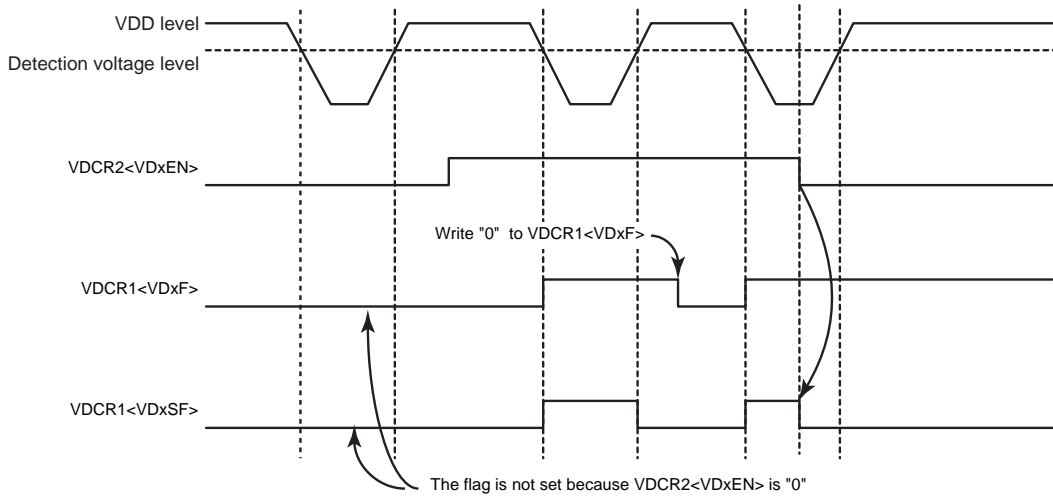 VDD level
Detection voltage level
VDCR2<VDxEN>
Write "0" to VDCR1<VDxF>
VDCR1<VDxF>
VDCR1<VDxSF>
The flag is not set because VDCR2<VDxEN> is "0"